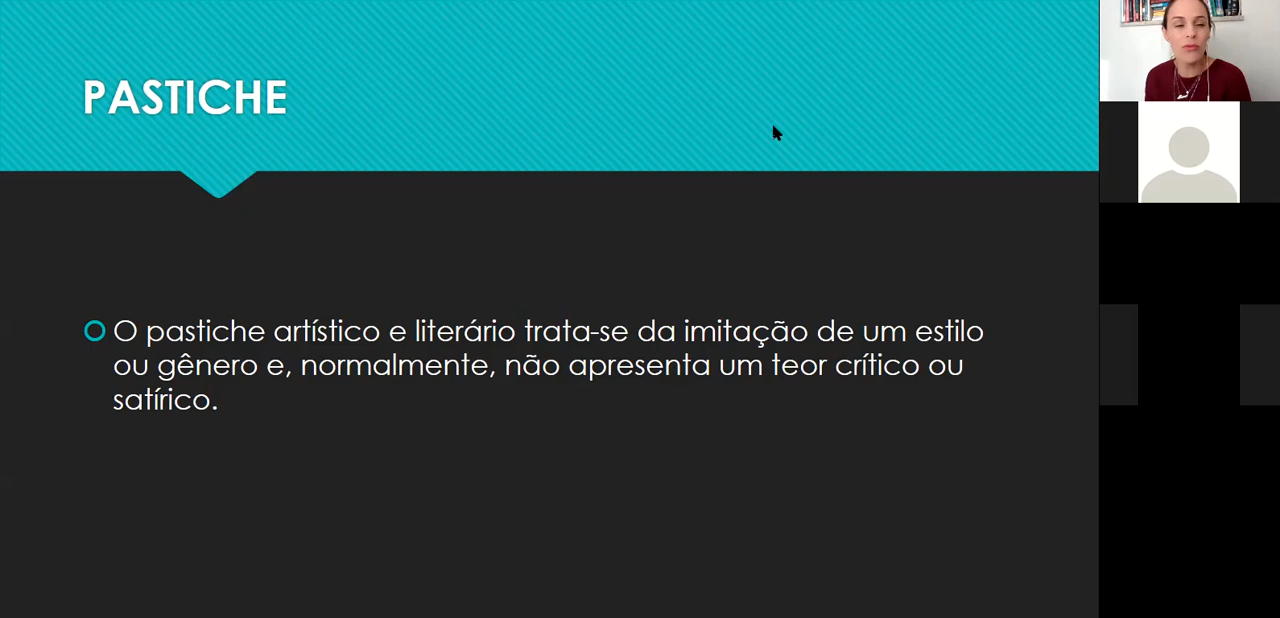 PASTICHE
O pastiche artístico e literário trata-se da imitação de um estilo
ou gênero e, normalmente, não apresenta um teor crítico ou
satírico.